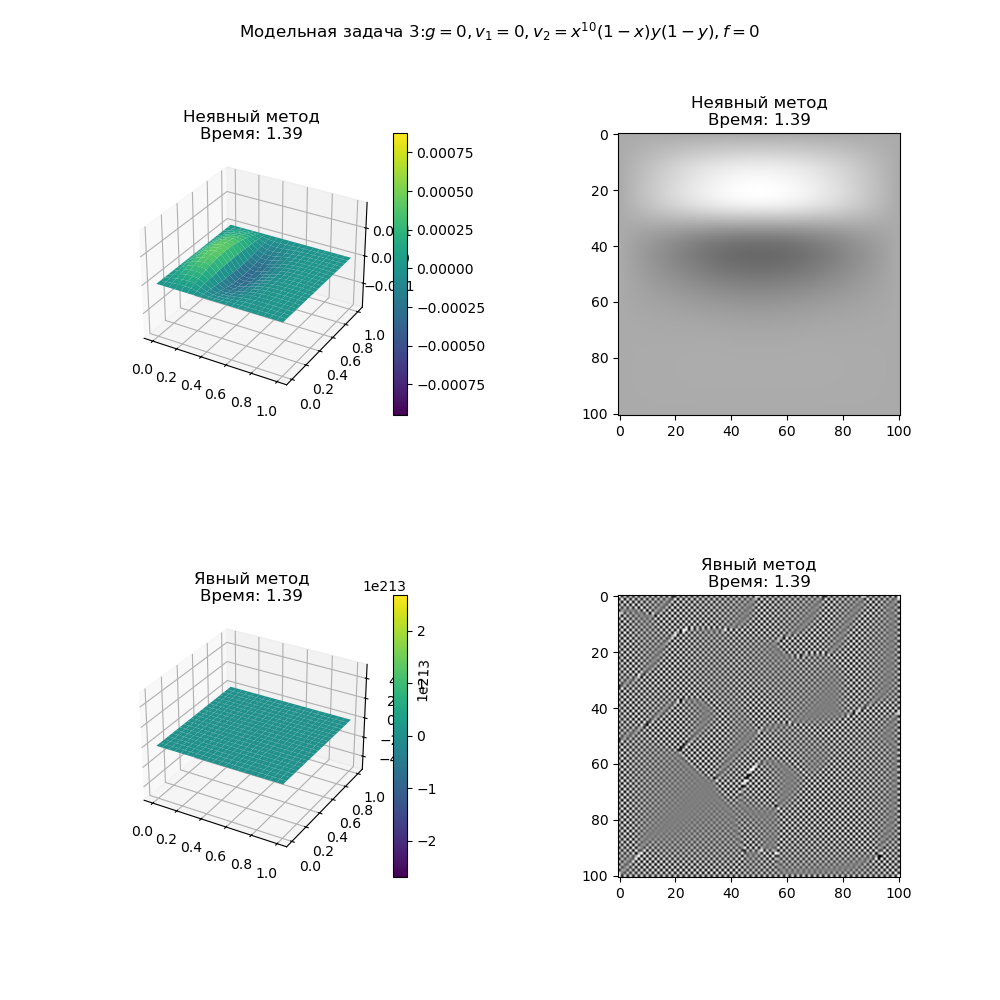 Модельная задача 3:g = 0, v₁ = 0, v₂ = x¹⁰(1 − x)y(1 − y), f = 0
Неявный метод
Время: 1.39
0.00075
0.00050
0.00025
0.00000
−0.00025
−0.00050
−0.00075
0.0 0.2 0.4 0.6 0.8 1.0
0.0 0.2 0.4 0.6 0.8 1.0
Неявный метод
Время: 1.39
0
20
40
60
80
100
0 20 40 60 80 100
Явный метод
Время: 1.39
1e213
2
1e213
0
−1
−2
0.0 0.2 0.4 0.6 0.8 1.0
0.0 0.2 0.4 0.6 0.8 1.0
Явный метод
Время: 1.39
0
20
40
60
80
100
0 20 40 60 80 100